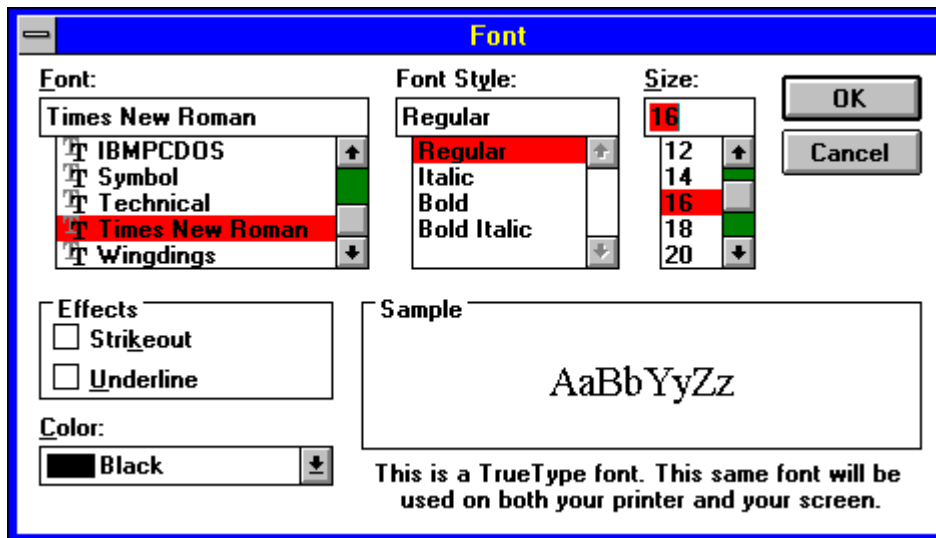 Font
Font:
Times New Roman
IBMPCDOS
Symbol
Technical
Times New Roman
Wingdings
Font Style:
Regular
Regular
Italic
Bold
Bold Italic
Size:
16
12
14
16
18
20
OK
Cancel
Effects
Strikeout
Underline
Color:
Black
Sample
AaBbYyZz
This is a TrueType font. This same font will be
used on both your printer and your screen.